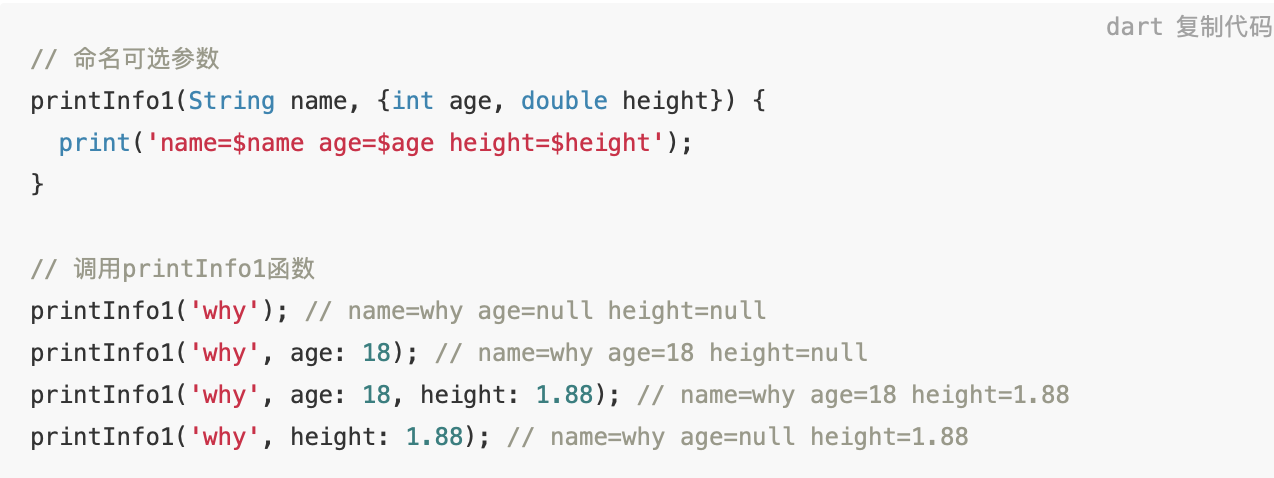 dart 复制代码
// 命名可选参数
printInfo1(String name, {int age, double height}) {
  print('name=$name age=$age height=$height');
}

// 调用printInfo1函数
printInfo1('why'); // name=why age=null height=null
printInfo1('why', age: 18); // name=why age=18 height=null
printInfo1('why', age: 18, height: 1.88); // name=why age=18 height=1.88
printInfo1('why', height: 1.88); // name=why age=null height=1.88